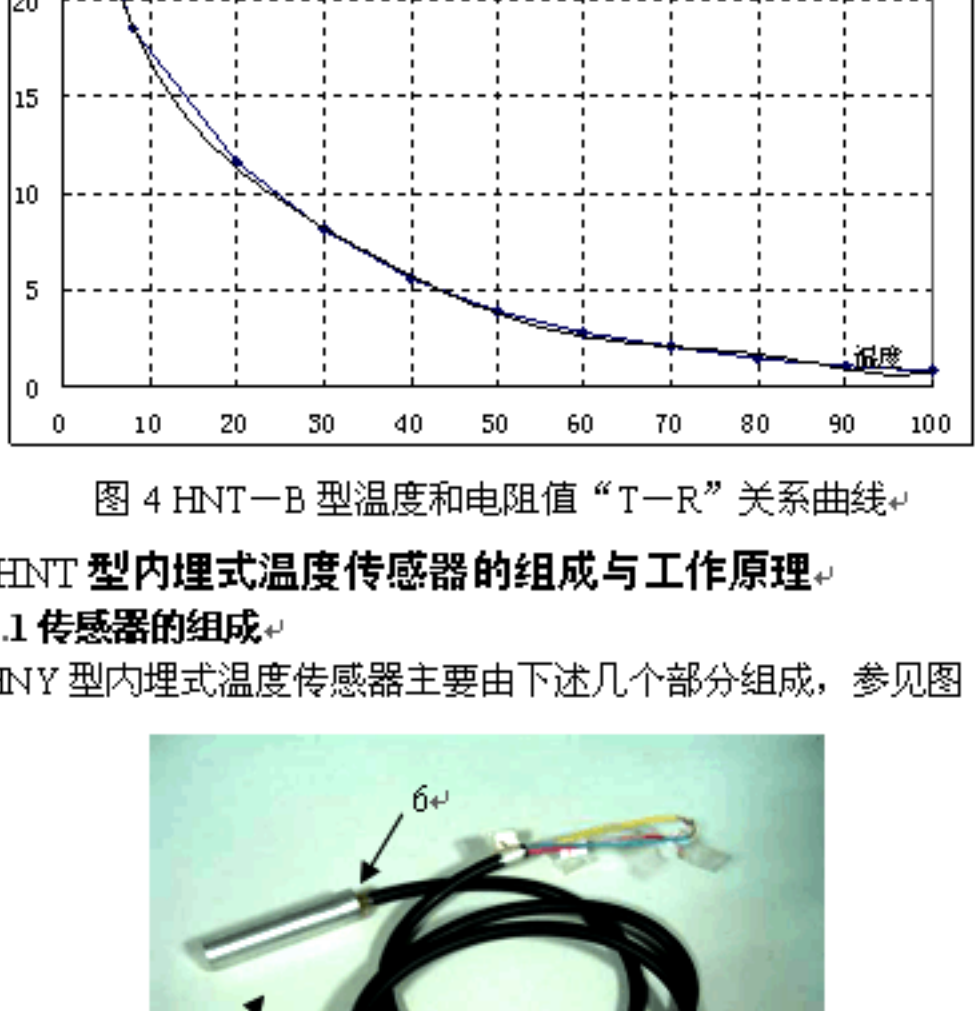 20
15
10
5
0
温度
0 10 20 30 40 50 60 70 80 90 100
图 4 HNT－B 型温度和电阻值“T－R”关系曲线
HNT 型内埋式温度传感器的组成与工作原理
.1 传感器的组成
HNY 型内埋式温度传感器主要由下述几个部分组成，参见图
6